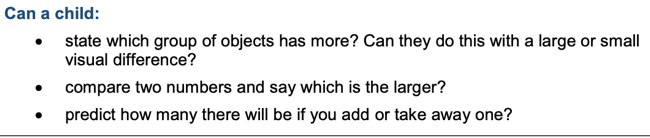 Can a child:
• state which group of objects has more? Can they do this with a large or small
visual difference?
• compare two numbers and say which is the larger?
• predict how many there will be if you add or take away one?